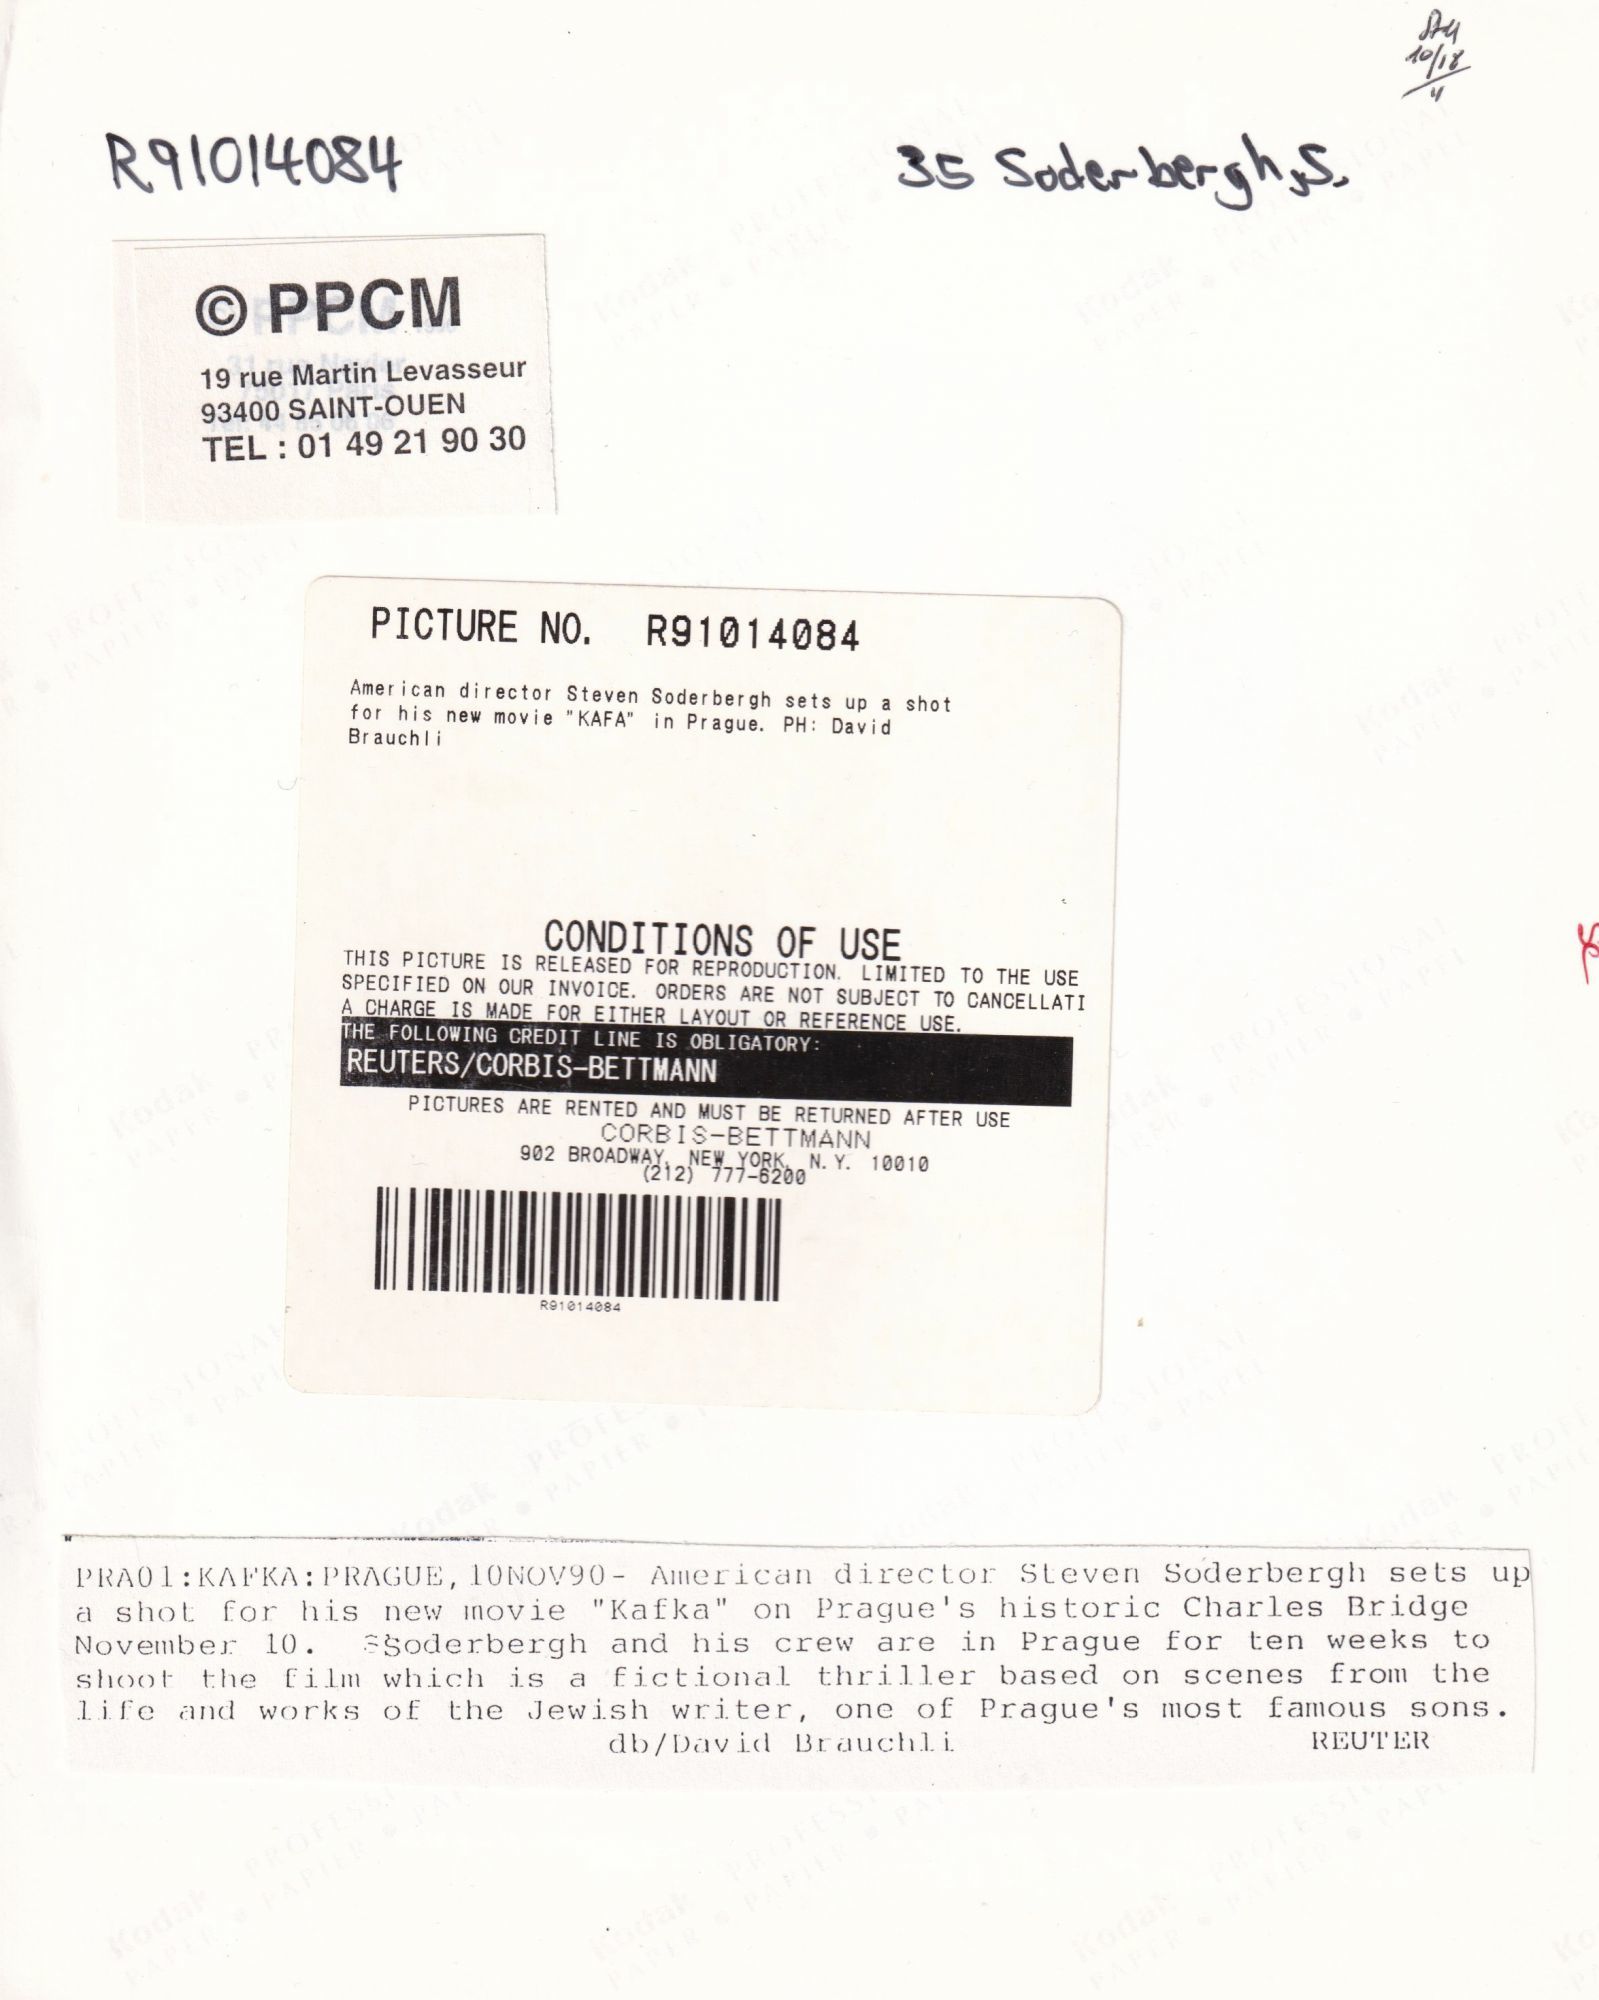 10/18
4
R91014084
35 Soderbergh, S.
© PPCM
19 rue Martin Levasseur
93400 SAINT-OUEN
TEL : 01 49 21 90 30
PICTURE NO. R91014084
American director Steven Soderbergh sets up a shot
for his new movie "KAFA" in Prague. PH: David
Brauchli
CONDITIONS OF USE
THIS PICTURE IS RELEASED FOR REPRODUCTION. LIMITED TO THE USE
SPECIFIED ON OUR INVOICE. ORDERS ARE NOT SUBJECT TO CANCELLATI
A CHARGE IS MADE FOR EITHER LAYOUT OR REFERENCE USE.
THE FOLLOWING CREDIT LINE IS OBLIGATORY:
REUTERS/CORBIS-BETTMANN
PICTURES ARE RENTED AND MUST BE RETURNED AFTER USE
CORBIS-BETTMANN
902 BROADWAY, NEW YORK, N.Y. 10010
(212) 777-6200
R91014084
PRA01:KAFKA:PRAGUE,10NOV90- American director Steven Soderbergh sets up
a shot for his new movie "Kafka" on Prague's historic Charles Bridge
November 10. SSoderbergh and his crew are in Prague for ten weeks to
shoot the film which is a fictional thriller based on scenes from the
life and works of the Jewish writer, one of Prague's most famous sons.
db/David Brauchli REUTER
Kodak PROFESSIONAL
PAPIER • PAPER